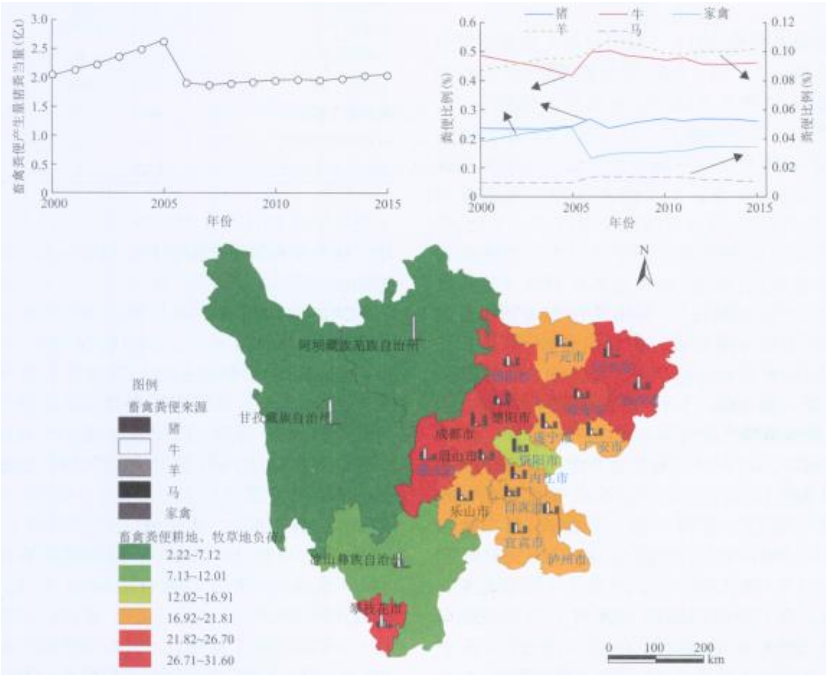 畜禽粪便产生量猪粪当量(亿t)
3.0
2.5
2.0
1.5
1.0
0.5
0
2000
2005
2010
2015
年份
猪
牛
家禽
羊
马
粪便比例(%)
0.6
0.5
0.4
0.3
0.2
0.1
0
0.12
0.10
0.08
0.06
0.04
0.02
0
粪便比例(%)
2000
2005
2010
2015
年份
N
阿坝藏族羌族自治州
广元市
甘孜藏族自治州
德阳市
成都市
遂宁市
广安市
眉山市
资阳市
内江市
乐山市
宜宾市
泸州市
凉山彝族自治州
攀枝花市
图例
畜禽粪便来源
猪
牛
羊
马
家禽
畜禽粪便耕地、牧草地负荷
2.22~7.12
7.13~12.01
12.02~16.91
16.92~21.81
21.82~26.70
26.71~31.60
0 100 200
km